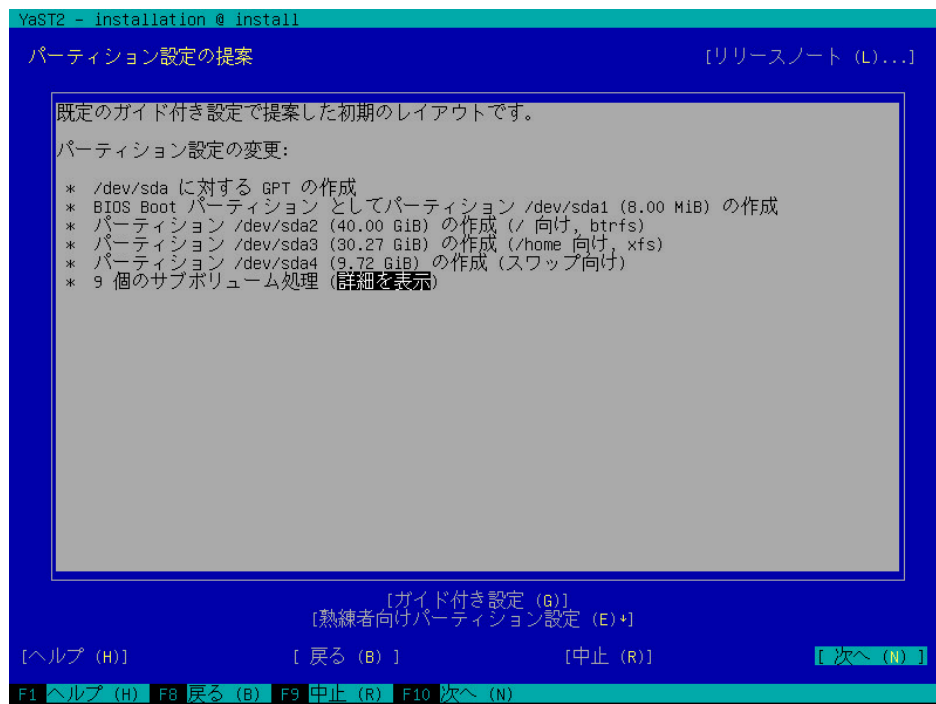 YaST2 - installation @ install
パーティション設定の提案 [リリースノート (L)...]
既定のガイド付き設定で提案した初期のレイアウトです。
パーティション設定の変更:
* /dev/sda に対する GPT の作成
* BIOS Boot パーティション としてパーティション /dev/sda1 (8.00 MiB) の作成
* パーティション /dev/sda2 (40.00 GiB) の作成 (/ 向け, btrfs)
* パーティション /dev/sda3 (30.27 GiB) の作成 (/home 向け, xfs)
* パーティション /dev/sda4 (9.72 GiB) の作成 (スワップ向け)
* 9 個のサブボリューム処理 (詳細を表示)
[ガイド付き設定 (G)]
[熟練者向けパーティション設定 (E)↓]
[ヘルプ (H)] [ 戻る (B) ] [中止 (R)] [ 次へ (N) ]
F1 ヘルプ (H) F8 戻る (B) F9 中止 (R) F10 次へ (N)